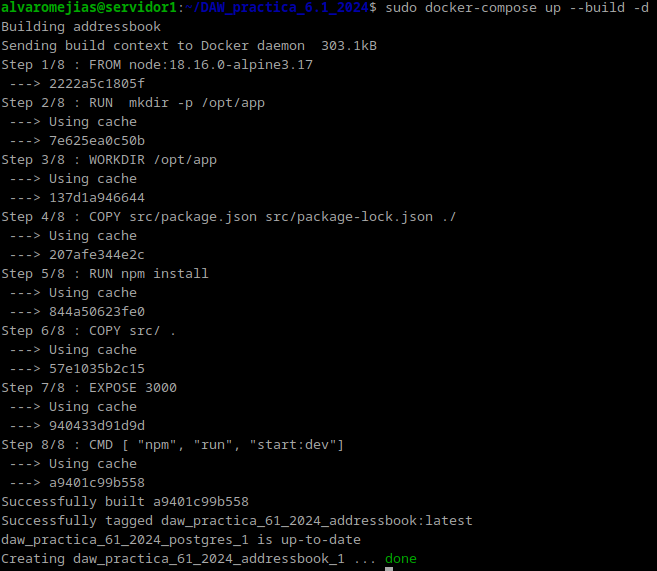 alvaromejias@servidor1:~/DAW_practica_6.1_2024$ sudo docker-compose up --build -d
Building addressbook
Sending build context to Docker daemon  303.1kB
Step 1/8 : FROM node:18.16.0-alpine3.17
 ---> 2222a5c1805f
Step 2/8 : RUN  mkdir -p /opt/app
 ---> Using cache
 ---> 7e625ea0c50b
Step 3/8 : WORKDIR /opt/app
 ---> Using cache
 ---> 137d1a946644
Step 4/8 : COPY src/package.json src/package-lock.json ./
 ---> Using cache
 ---> 207afe344e2c
Step 5/8 : RUN npm install
 ---> Using cache
 ---> 844a50623fe0
Step 6/8 : COPY src/ .
 ---> Using cache
 ---> 57e1035b2c15
Step 7/8 : EXPOSE 3000
 ---> Using cache
 ---> 940433d91d9d
Step 8/8 : CMD [ "npm", "run", "start:dev"]
 ---> Using cache
 ---> a9401c99b558
Successfully built a9401c99b558
Successfully tagged daw_practica_61_2024_addressbook:latest
daw_practica_61_2024_postgres_1 is up-to-date
Creating daw_practica_61_2024_addressbook_1 ... done